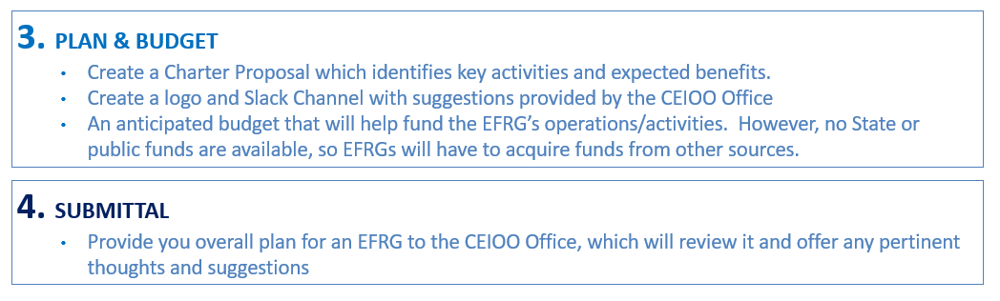 3. PLAN & BUDGET
• Create a Charter Proposal which identifies key activities and expected benefits.
• Create a logo and Slack Channel with suggestions provided by the CEIOO Office
• An anticipated budget that will help fund the EFRG’s operations/activities.  However, no State or
public funds are available, so EFRGs will have to acquire funds from other sources.
4. SUBMITTAL
• Provide you overall plan for an EFRG to the CEIOO Office, which will review it and offer any pertinent
thoughts and suggestions